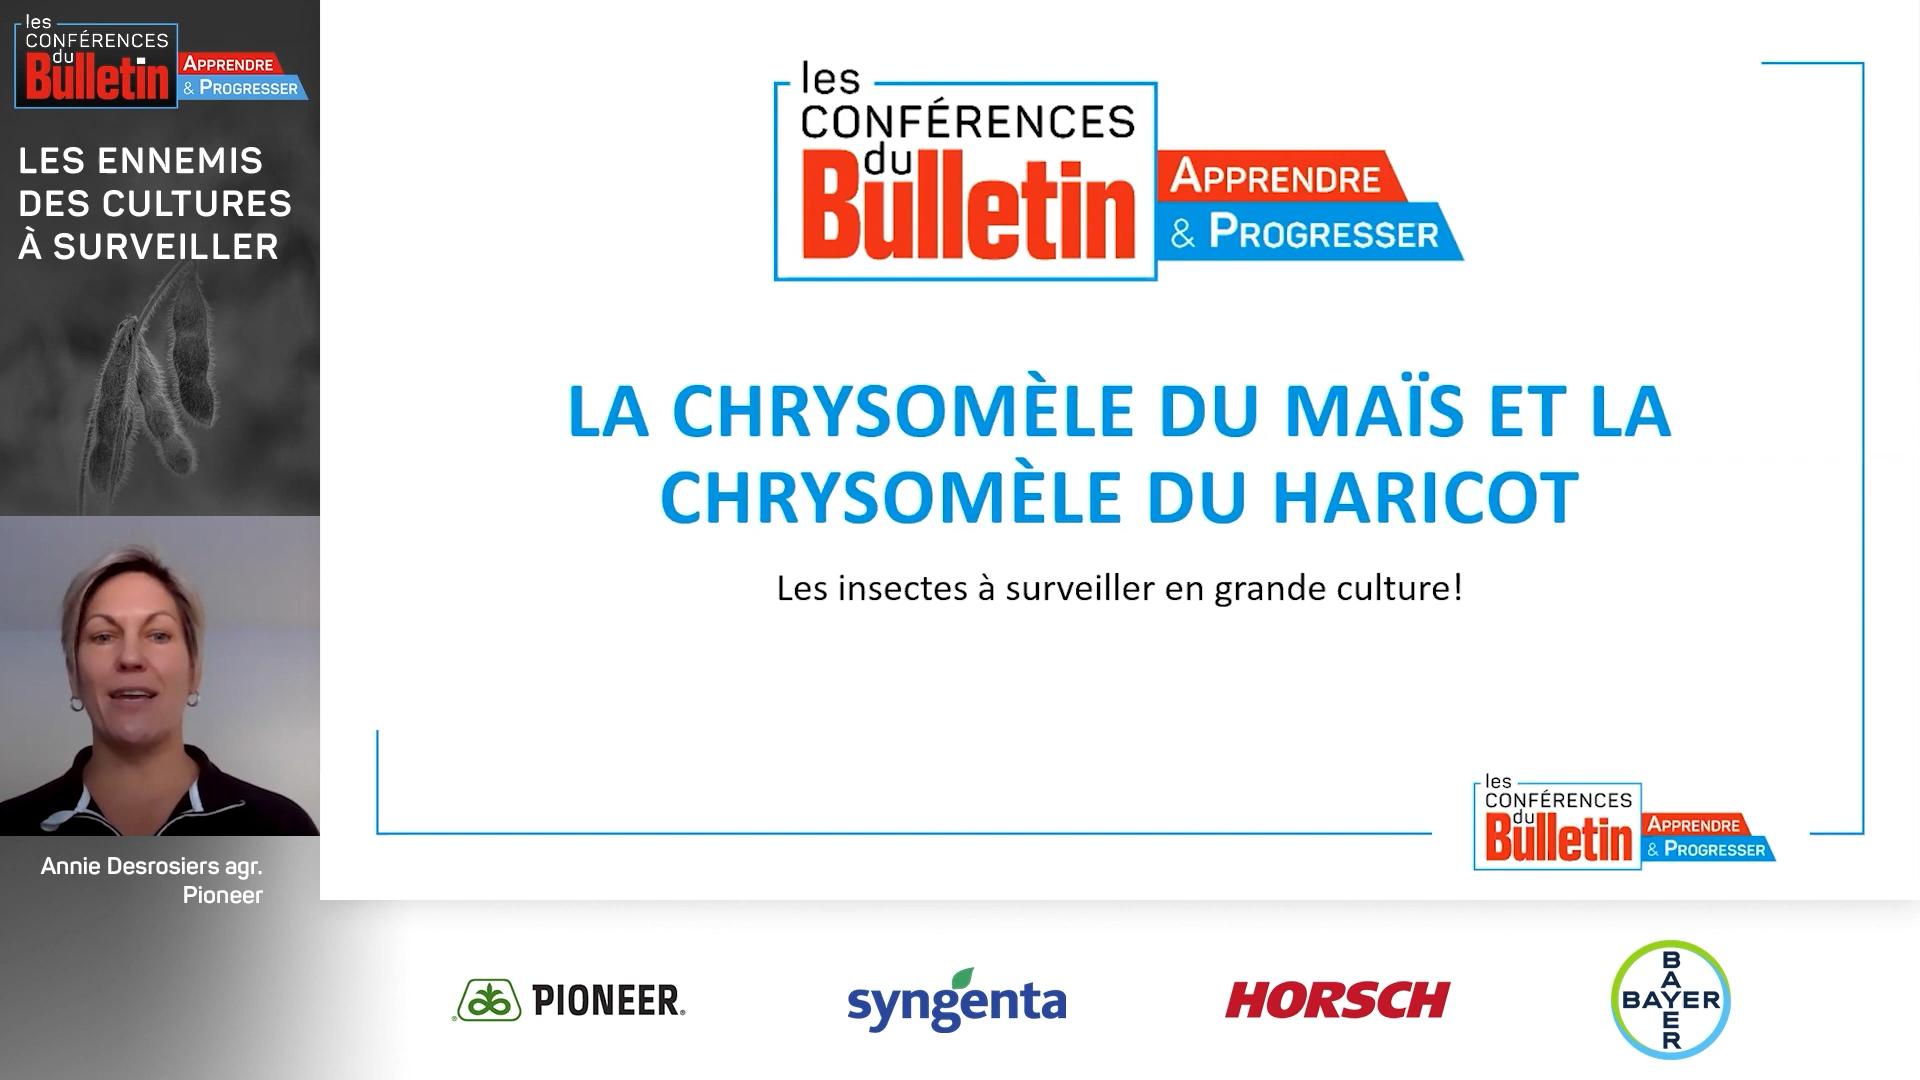 les
CONFÉRENCES
du
Bulletin
APPRENDRE
& PROGRESSER
LES ENNEMIS
DES CULTURES
À SURVEILLER
Annie Desrosiers agr.
Pioneer
les
CONFÉRENCES
du
Bulletin
APPRENDRE
& PROGRESSER
LA CHRYSOMÈLE DU MAÏS ET LA
CHRYSOMÈLE DU HARICOT
Les insectes à surveiller en grande culture!
les
CONFÉRENCES
du
Bulletin
APPRENDRE
& PROGRESSER
PIONEER®
syngenta
HORSCH
BAYER
BAYER